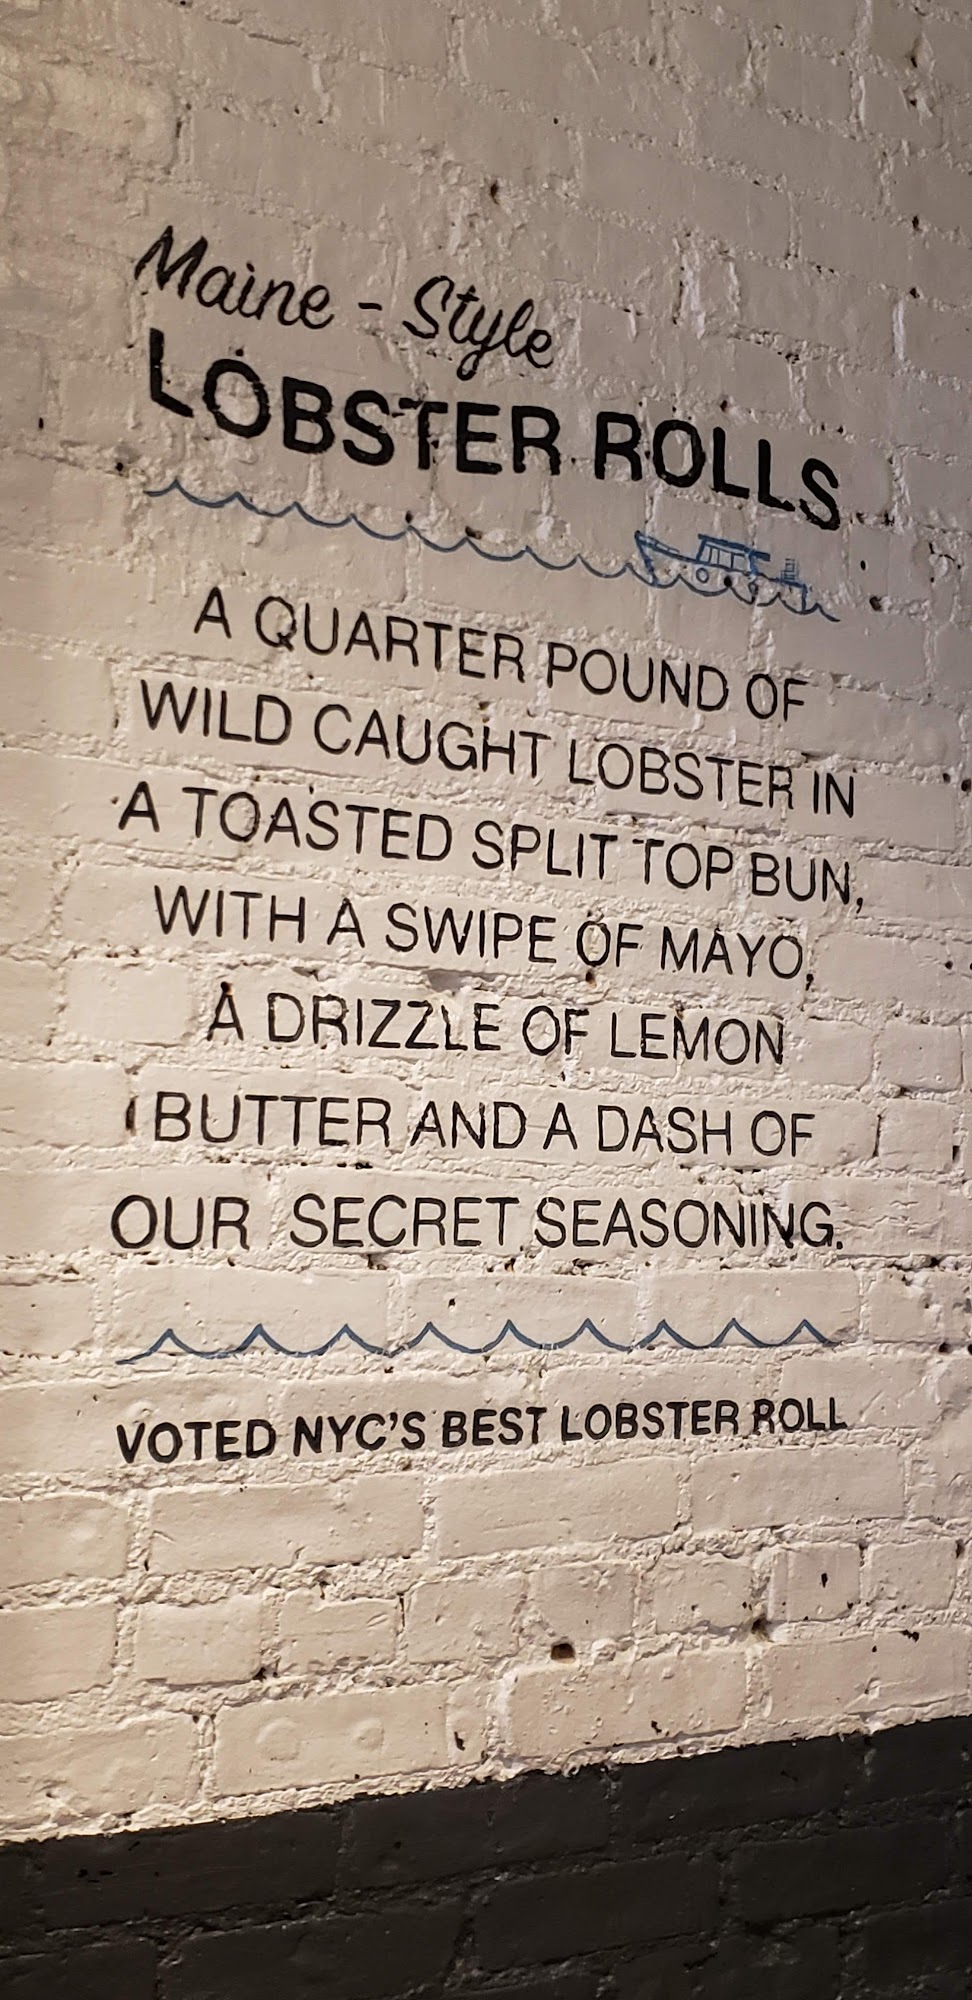 Maine - Style
LOBSTER ROLLS
A QUARTER POUND OF
WILD CAUGHT LOBSTER IN
A TOASTED SPLIT TOP BUN,
WITH A SWIPE OF MAYO,
A DRIZZLE OF LEMON
BUTTER AND A DASH OF
OUR SECRET SEASONING.
VOTED NYC'S BEST LOBSTER ROLL